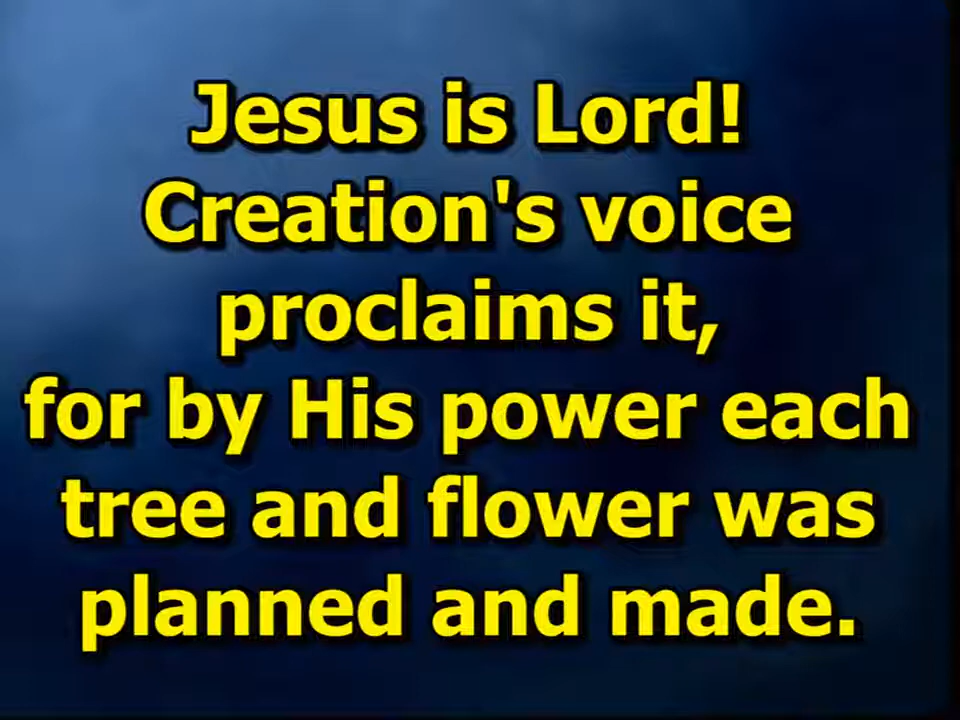 Jesus is Lord!
Creation's voice
proclaims it,
for by His power each
tree and flower was
planned and made.